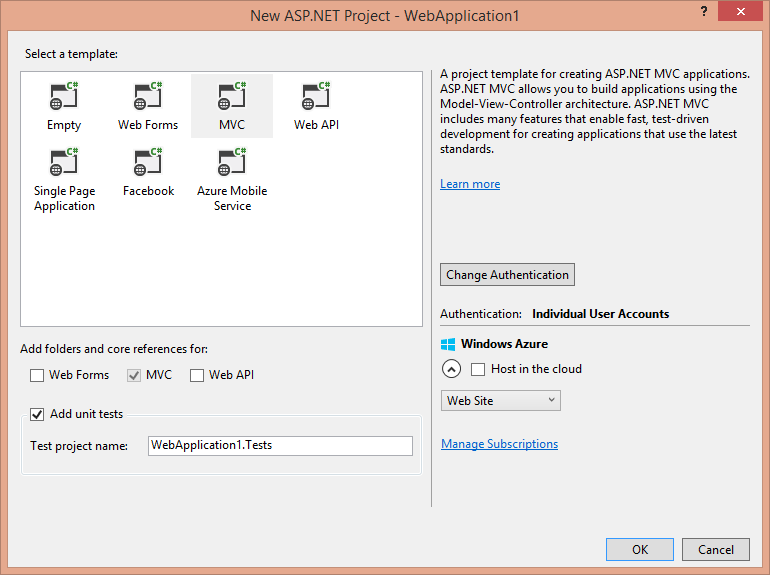 New ASP.NET Project - WebApplication1
?
Select a template:
C# C# C# C#
Empty Web Forms MVC Web API
C# C# C#
Single Page Application
Facebook
Azure Mobile Service
A project template for creating ASP.NET MVC applications.
ASP.NET MVC allows you to build applications using the
Model-View-Controller architecture. ASP.NET MVC
includes many features that enable fast, test-driven
development for creating applications that use the latest
standards.
Learn more
Change Authentication
Authentication: Individual User Accounts
Windows Azure
Host in the cloud
Web Site
Manage Subscriptions
Add folders and core references for:
Web Forms MVC Web API
Add unit tests
Test project name: WebApplication1.Tests
OK Cancel